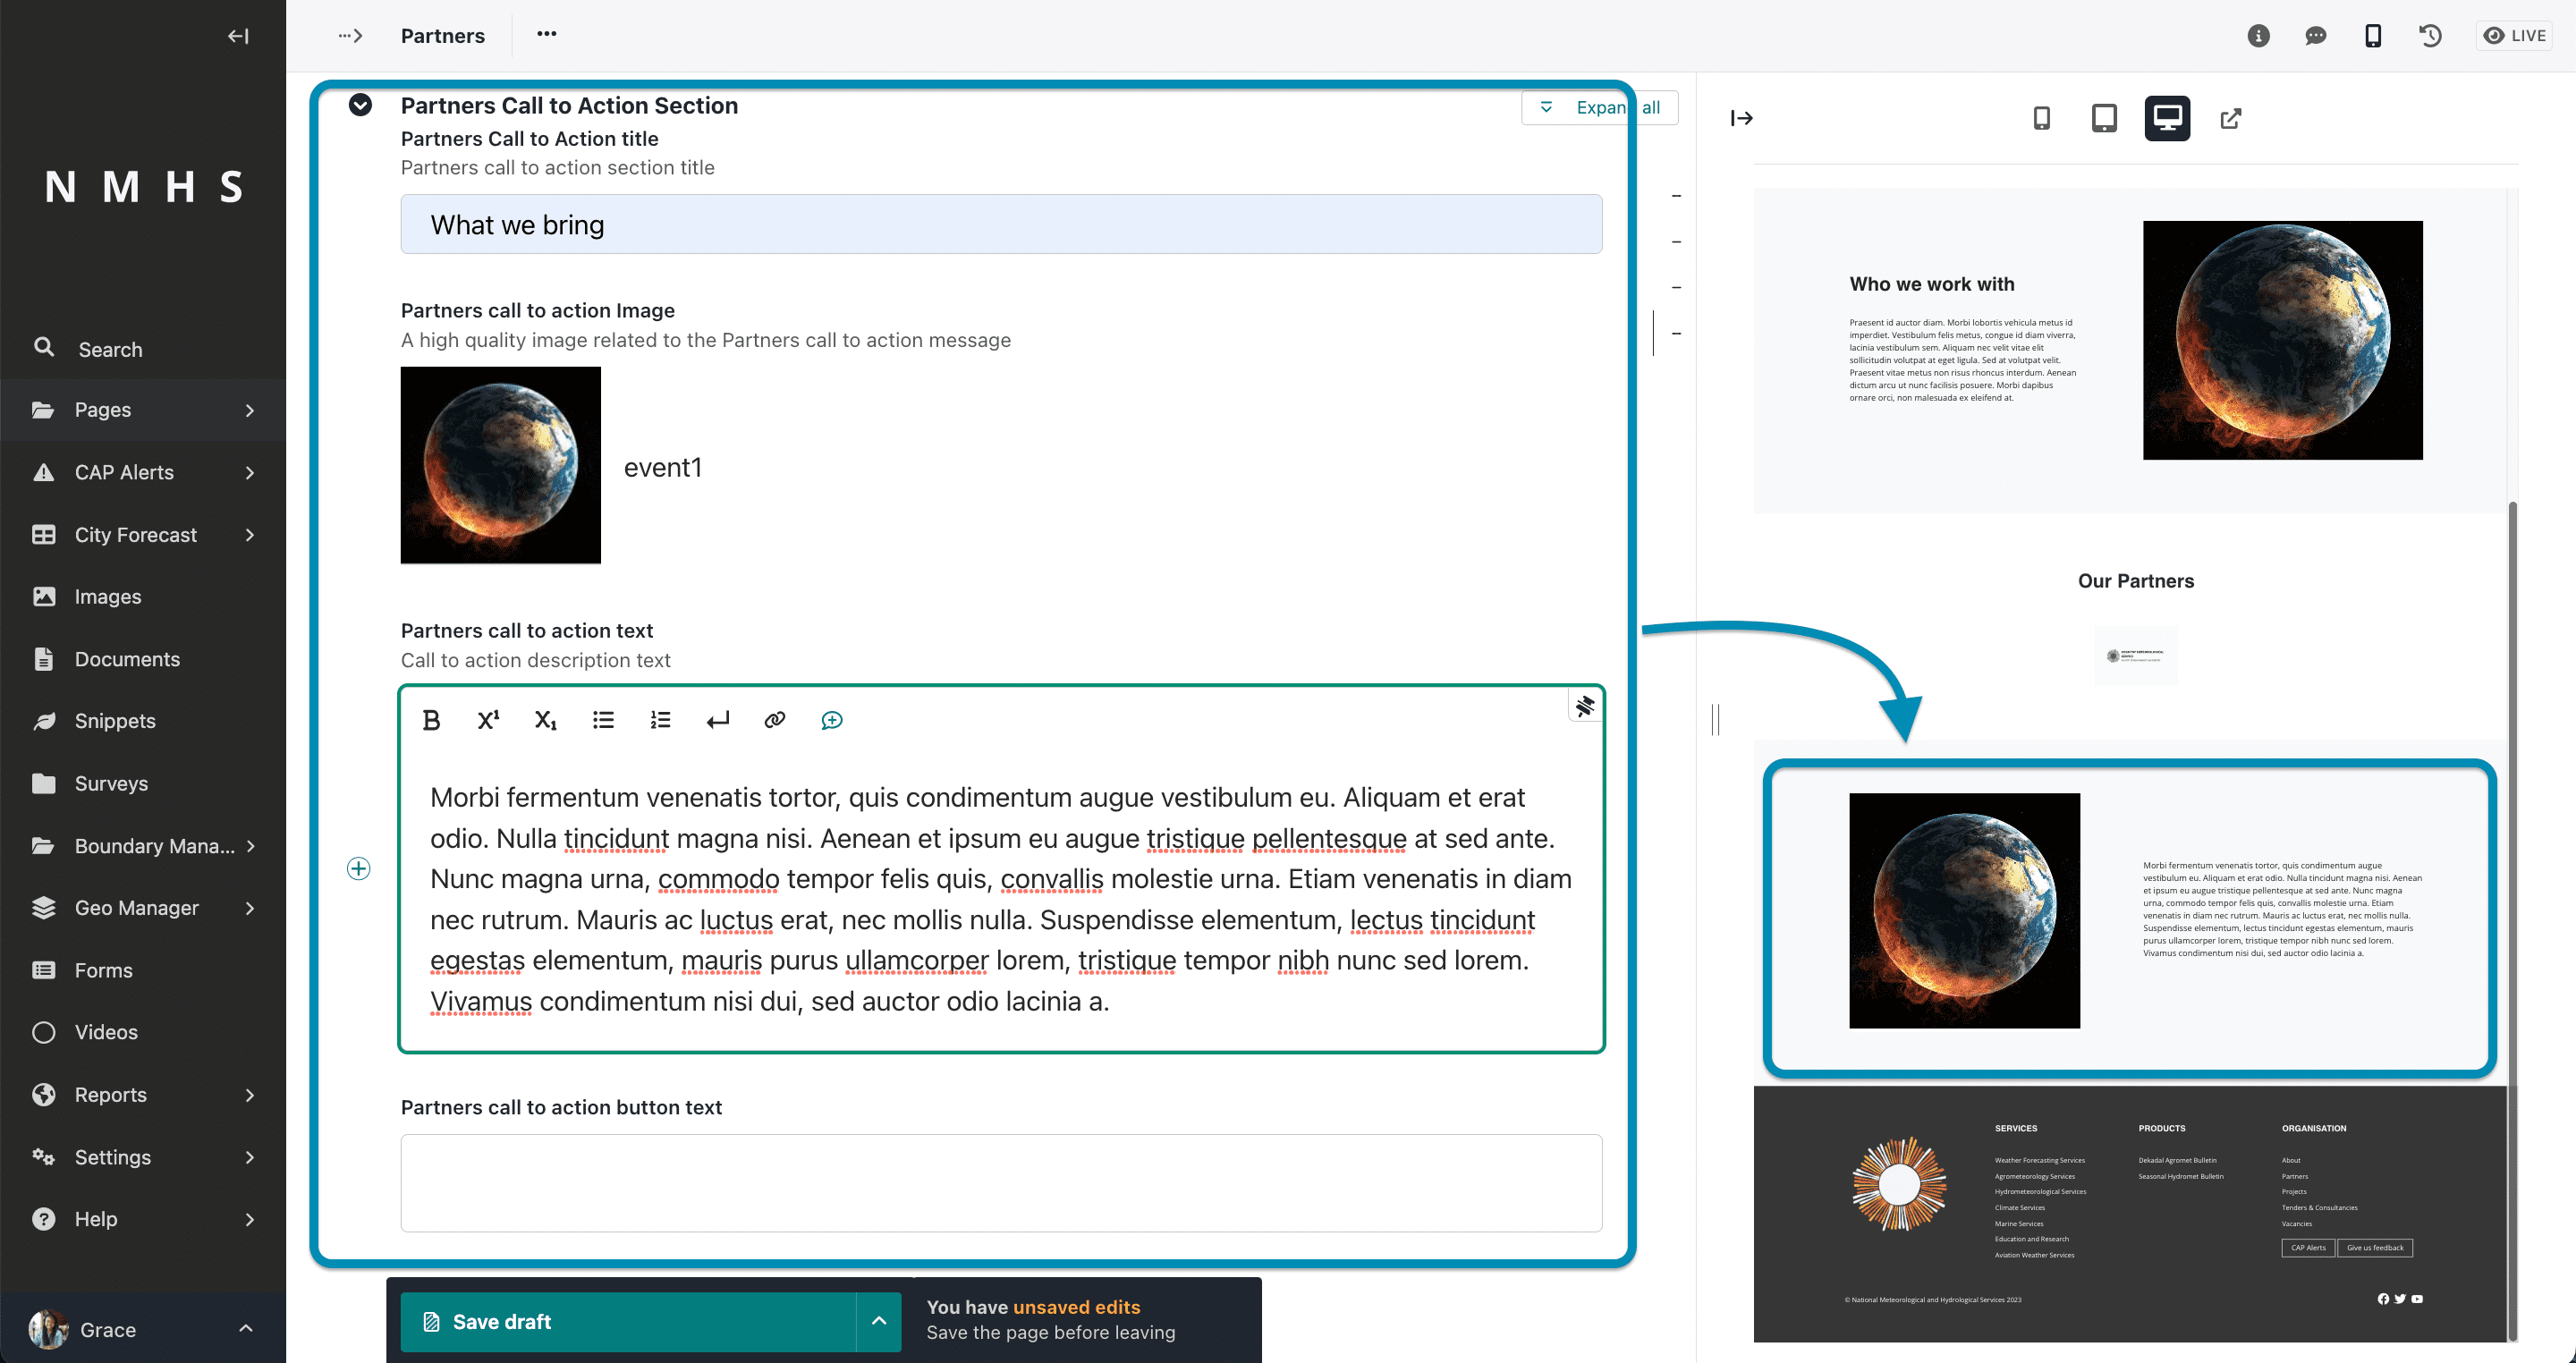 N M H S
Search
Pages
CAP Alerts
City Forecast
Images
Documents
Snippets
Surveys
Boundary Mana...
Geo Manager
Forms
Videos
Reports
Settings
Help
Grace
Partners
LIVE
Partners Call to Action Section
Expan all
Partners Call to Action title
Partners call to action section title
What we bring
Partners call to action Image
A high quality image related to the Partners call to action message
event1
Partners call to action text
Call to action description text
Morbi fermentum venenatis tortor, quis condimentum augue vestibulum eu. Aliquam et erat
odio. Nulla tincidunt magna nisi. Aenean et ipsum eu augue tristique pellentesque at sed ante.
Nunc magna urna, commodo tempor felis quis, convallis molestie urna. Etiam venenatis in diam
nec rutrum. Mauris ac luctus erat, nec mollis nulla. Suspendisse elementum, lectus tincidunt
egestas elementum, mauris purus ullamcorper lorem, tristique tempor nibh nunc sed lorem.
Vivamus condimentum nisi dui, sed auctor odio lacinia a.
Partners call to action button text
Save draft
You have unsaved edits
Save the page before leaving
Who we work with
Praesent id auctor diam. Morbi lobortis vehicula metus id
imperdiet. Vestibulum felis metus, congue id diam viverra,
lacinia vestibulum sem. Aliquam nec velit vitae elit
sollicitudin volutpat at eget ligula. Sed at volutpat velit.
Praesent vitae metus non risus rhoncus interdum. Aenean
dictum arcu ut nunc facilisis posuere. Morbi dapibus
ornare orci, non malesuada ex eleifend at.
Our Partners
Morbi fermentum venenatis tortor, quis condimentum augue
vestibulum eu. Aliquam et erat odio. Nulla tincidunt magna nisi. Aenean
et ipsum eu augue tristique pellentesque at sed ante. Nunc magna
urna, commodo tempor felis quis, convallis molestie urna. Etiam
venenatis in diam nec rutrum. Mauris ac luctus erat, nec mollis nulla.
Suspendisse elementum, lectus tincidunt egestas elementum, mauris
purus ullamcorper lorem, tristique tempor nibh nunc sed lorem.
Vivamus condimentum nisi dui, sed auctor odio lacinia a.
SERVICES
Weather Forecasting Services
Agrometeorology Services
Hydrometeorological Services
Climate Services
Marine Services
Education and Research
Aviation Weather Services
PRODUCTS
Dekadal Agromet Bulletin
Seasonal Hydromet Bulletin
ORGANISATION
About
Partners
Projects
Tenders & Consultancies
Vacancies
CAP Alerts
Give us feedback
© National Meteorological and Hydrological Services 2023